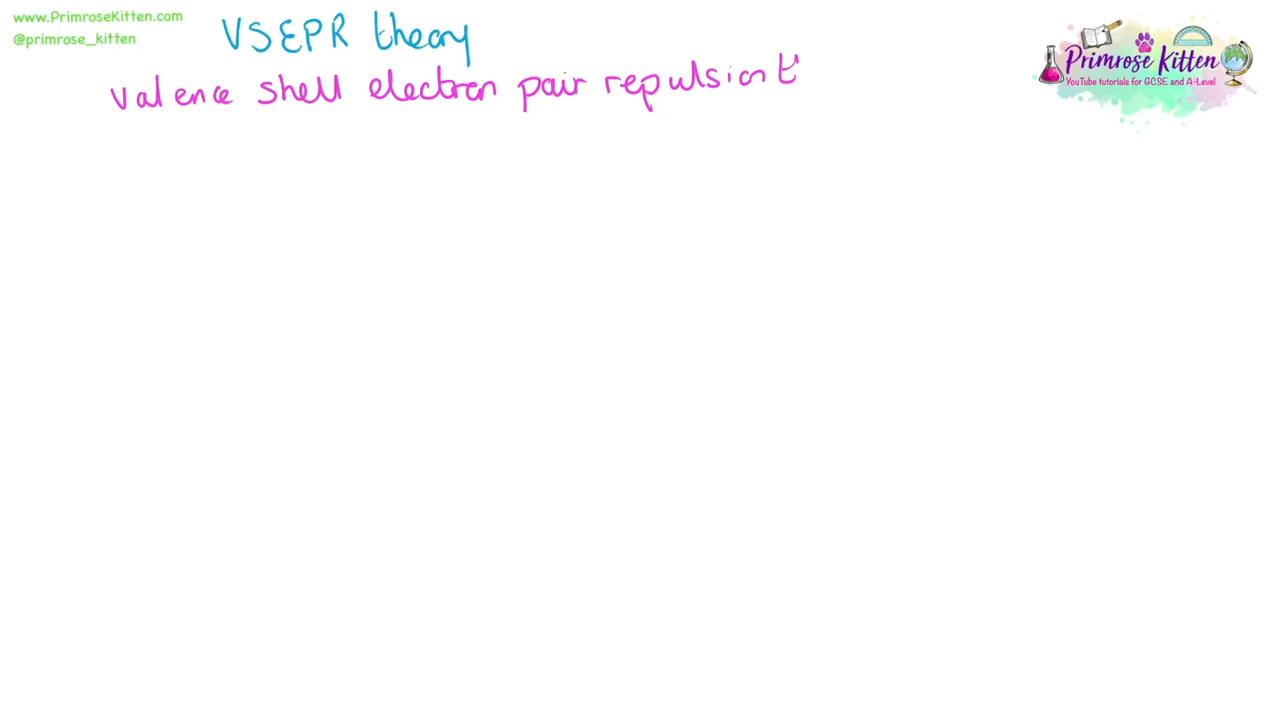 www.PrimroseKitten.com
@primrose_kitten
VSEPR theory
valence shell electron pair repulsion t
Primrose Kitten
YouTube tutorials for GCSE and A-Level